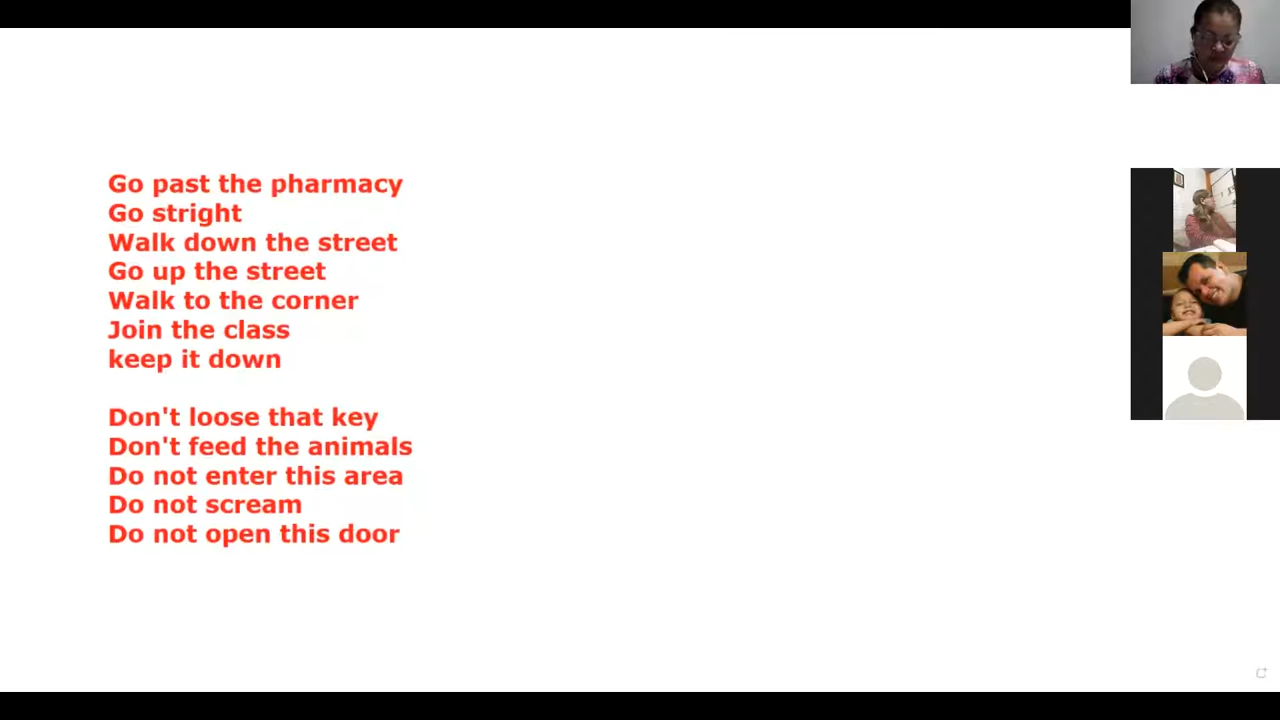 Go past the pharmacy
Go stright
Walk down the street
Go up the street
Walk to the corner
Join the class
keep it down
Don't loose that key
Don't feed the animals
Do not enter this area
Do not scream
Do not open this door